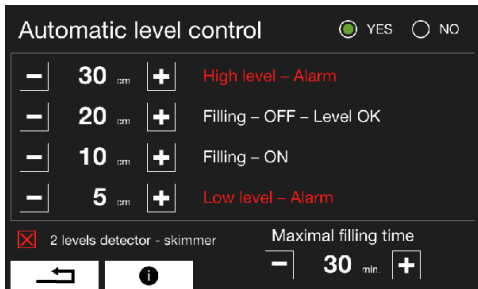 Automatic level control YES NO
− 30 cm + High level – Alarm
− 20 cm + Filling – OFF – Level OK
− 10 cm + Filling – ON
− 5 cm + Low level – Alarm
2 levels detector - skimmer
Maximal filling time
− 30 min. +
i